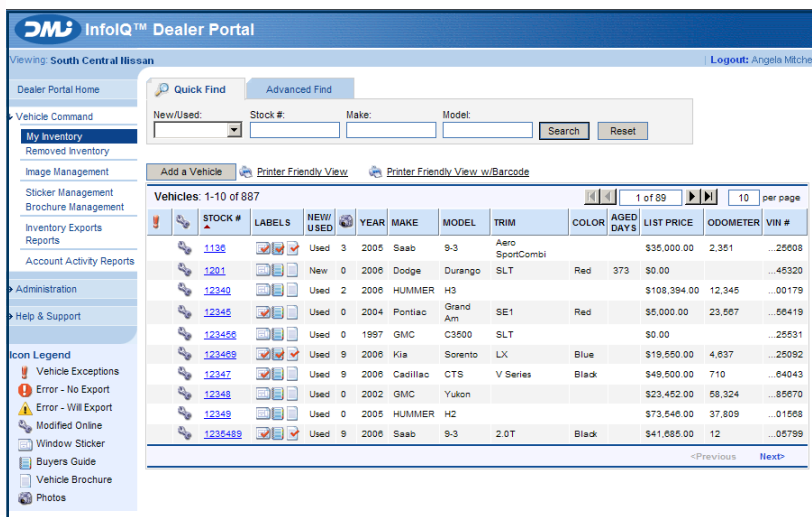 DMi InfoIQ™ Dealer Portal
Viewing: South Central Nissan
Logout: Angela Mitche
Dealer Portal Home
Vehicle Command
My Inventory
Removed Inventory
Image Management
Sticker Management
Brochure Management
Inventory Exports
Reports
Account Activity Reports
Administration
Help & Support
Icon Legend
Vehicle Exceptions
Error - No Export
Error - Will Export
Modified Online
Window Sticker
Buyers Guide
Vehicle Brochure
Photos
Quick Find Advanced Find
New/Used: Stock #: Make: Model:
Search Reset
Add a Vehicle Printer Friendly View Printer Friendly View w/Barcode
Vehicles: 1-10 of 887 1 of 89 10 per page
STOCK # LABELS NEW/ USED YEAR MAKE MODEL TRIM COLOR AGED DAYS LIST PRICE ODOMETER VIN #
1136 Used 3 2005 Saab 9-3 Aero SportCombi $35,000.00 2,351 ...25608
1201 New 0 2006 Dodge Durango SLT Red 373 $0.00 ...45320
12340 Used 2 2006 HUMMER H3 $108,394.00 12,345 ...00179
12345 Used 0 2004 Pontiac Grand Am SE1 Red $5,000.00 23,567 ...56419
123456 Used 0 1997 GMC C3500 SLT $0.00 ...25531
123469 Used 9 2006 Kia Sorento LX Blue $19,550.00 4,637 ...25092
12347 Used 9 2006 Cadillac CTS V Series Black $49,500.00 710 ...64043
12348 Used 0 2002 GMC Yukon $23,452.00 58,324 ...85670
12349 Used 0 2005 HUMMER H2 $73,546.00 37,809 ...01568
1235489 Used 9 2006 Saab 9-3 2.0T Black $41,685.00 12 ...05799
<Previous Next>